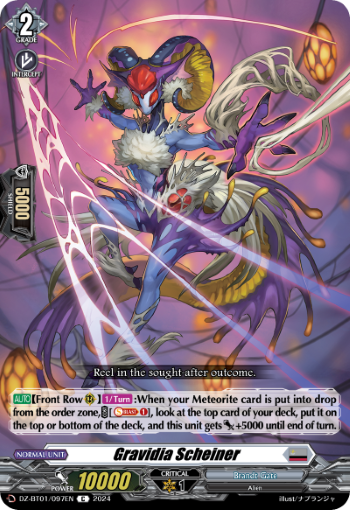 2
GRADE
INTERCEPT
5000
SHIELD
Reel in the sought after outcome.
AUTO [Front Row] 1/Turn :When your Meteorite card is put into drop
from the order zone, [BLAST 1], look at the top card of your deck, put it
on the top or bottom of the deck, and this unit gets +5000 until end of turn.
NORMAL UNIT
Gravidia Scheiner
POWER 10000
CRITICAL
1
Brandt Gate
Alien
DZ-BT01/097EN C 2024
illust/ナブランジャ